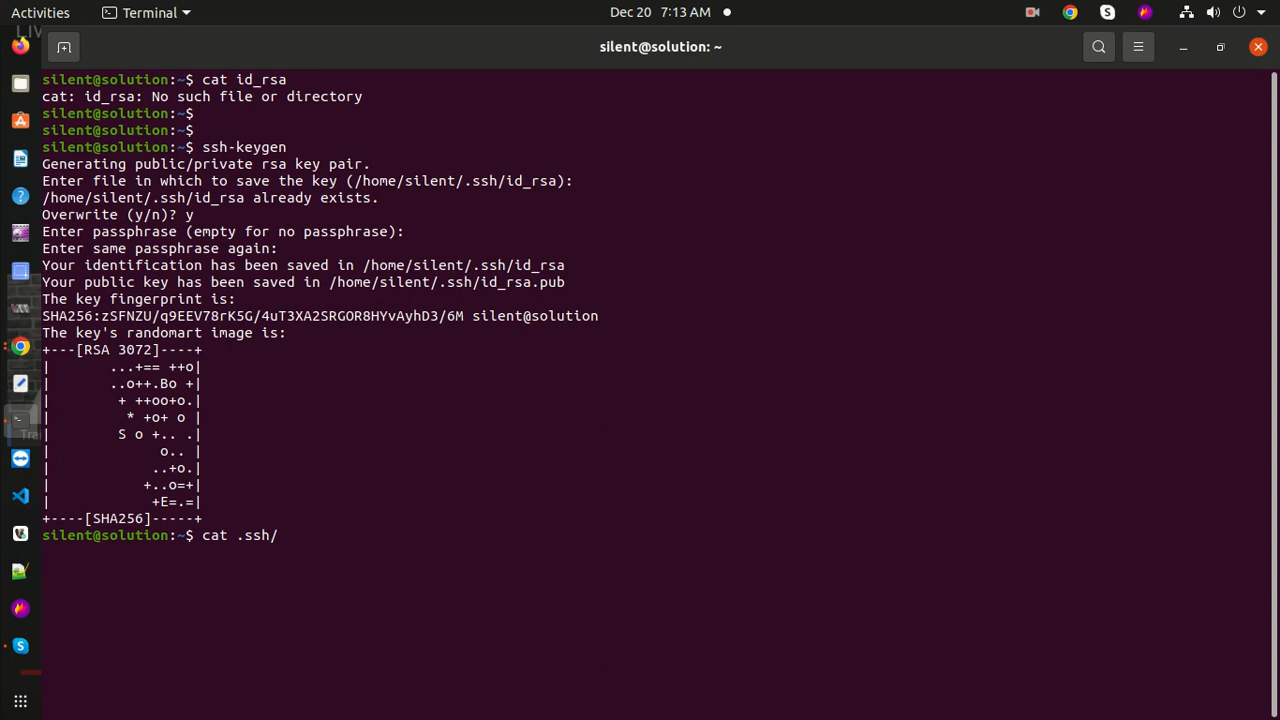 LIV
Activities
Terminal
Dec 20 7:13 AM
silent@solution: ~
silent@solution:~$ cat id_rsa
cat: id_rsa: No such file or directory
silent@solution:~$
silent@solution:~$
silent@solution:~$ ssh-keygen
Generating public/private rsa key pair.
Enter file in which to save the key (/home/silent/.ssh/id_rsa):
/home/silent/.ssh/id_rsa already exists.
Overwrite (y/n)? y
Enter passphrase (empty for no passphrase):
Enter same passphrase again:
Your identification has been saved in /home/silent/.ssh/id_rsa
Your public key has been saved in /home/silent/.ssh/id_rsa.pub
The key fingerprint is:
SHA256:zSFNZU/q9EEV78rK5G/4uT3XA2SRGOR8HYvAyhD3/6M silent@solution
The key's randomart image is:
+---[RSA 3072]----+
|       ...+== ++o|
|       ..o++.Bo +|
|        + ++oo+o.|
|         * +o+ o |
|        S o +.. .|
|             o.. |
|            ..+o.|
|           +..o=+|
|            +E=.=|
+----[SHA256]-----+
silent@solution:~$ cat .ssh/
Trai